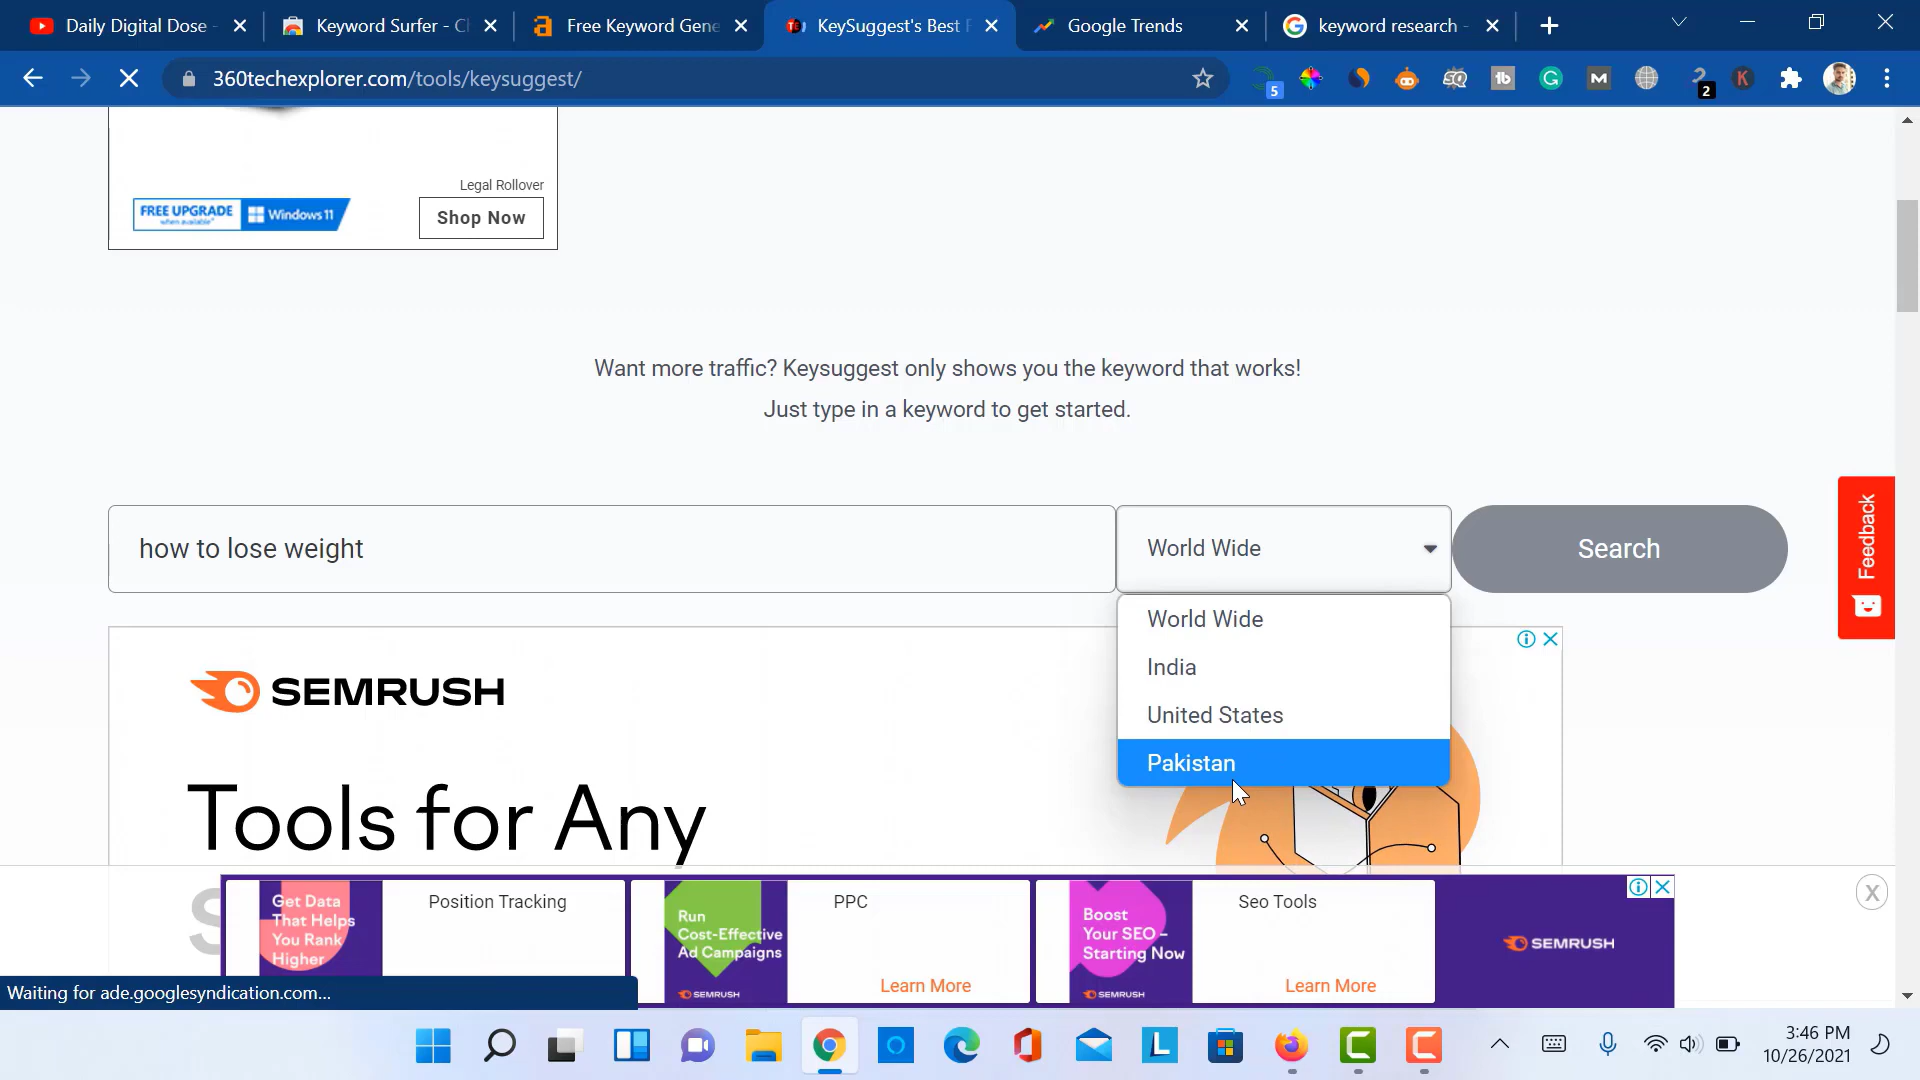 Daily Digital Dose -
Keyword Surfer - Ch
Free Keyword Gene
KeySuggest's Best F
Google Trends
keyword research -
360techexplorer.com/tools/keysuggest/
5
2
Legal Rollover
FREE UPGRADE
when available*
Windows 11
Shop Now
Want more traffic? Keysuggest only shows you the keyword that works!
Just type in a keyword to get started.
how to lose weight
World Wide
Search
Feedback
World Wide
India
United States
Pakistan
SEMRUSH
Tools for Any
S
Get Data
That Helps
You Rank
Higher
Position Tracking
Run
Cost-Effective
Ad Campaigns
SEMRUSH
PPC
Learn More
Boost
Your SEO –
Starting Now
SEMRUSH
Seo Tools
Learn More
SEMRUSH
X
Waiting for ade.googlesyndication.com...
3:46 PM
10/26/2021